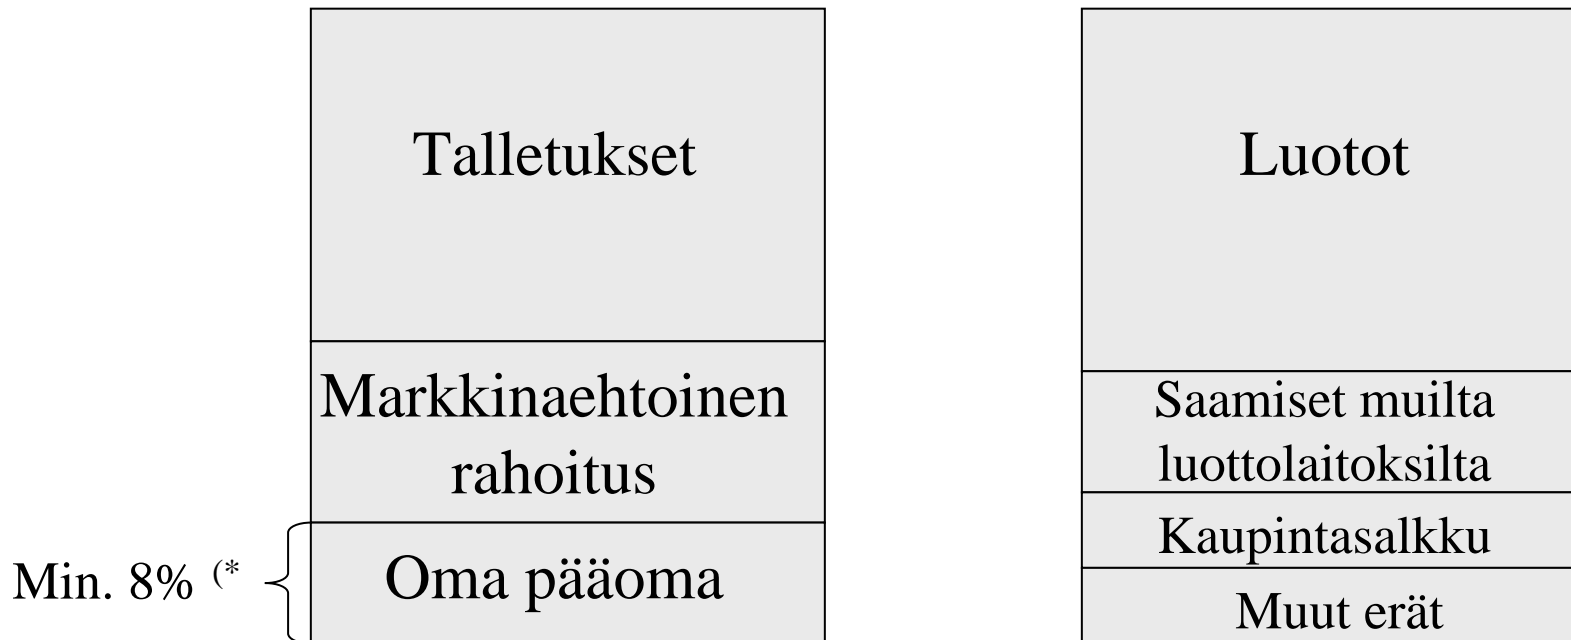 Talletukset
Markkinaehtoinen
rahoitus
Min. 8% (*
Oma pääoma
Luotot
Saamiset muilta
luottolaitoksilta
Kaupintasalkku
Muut erät